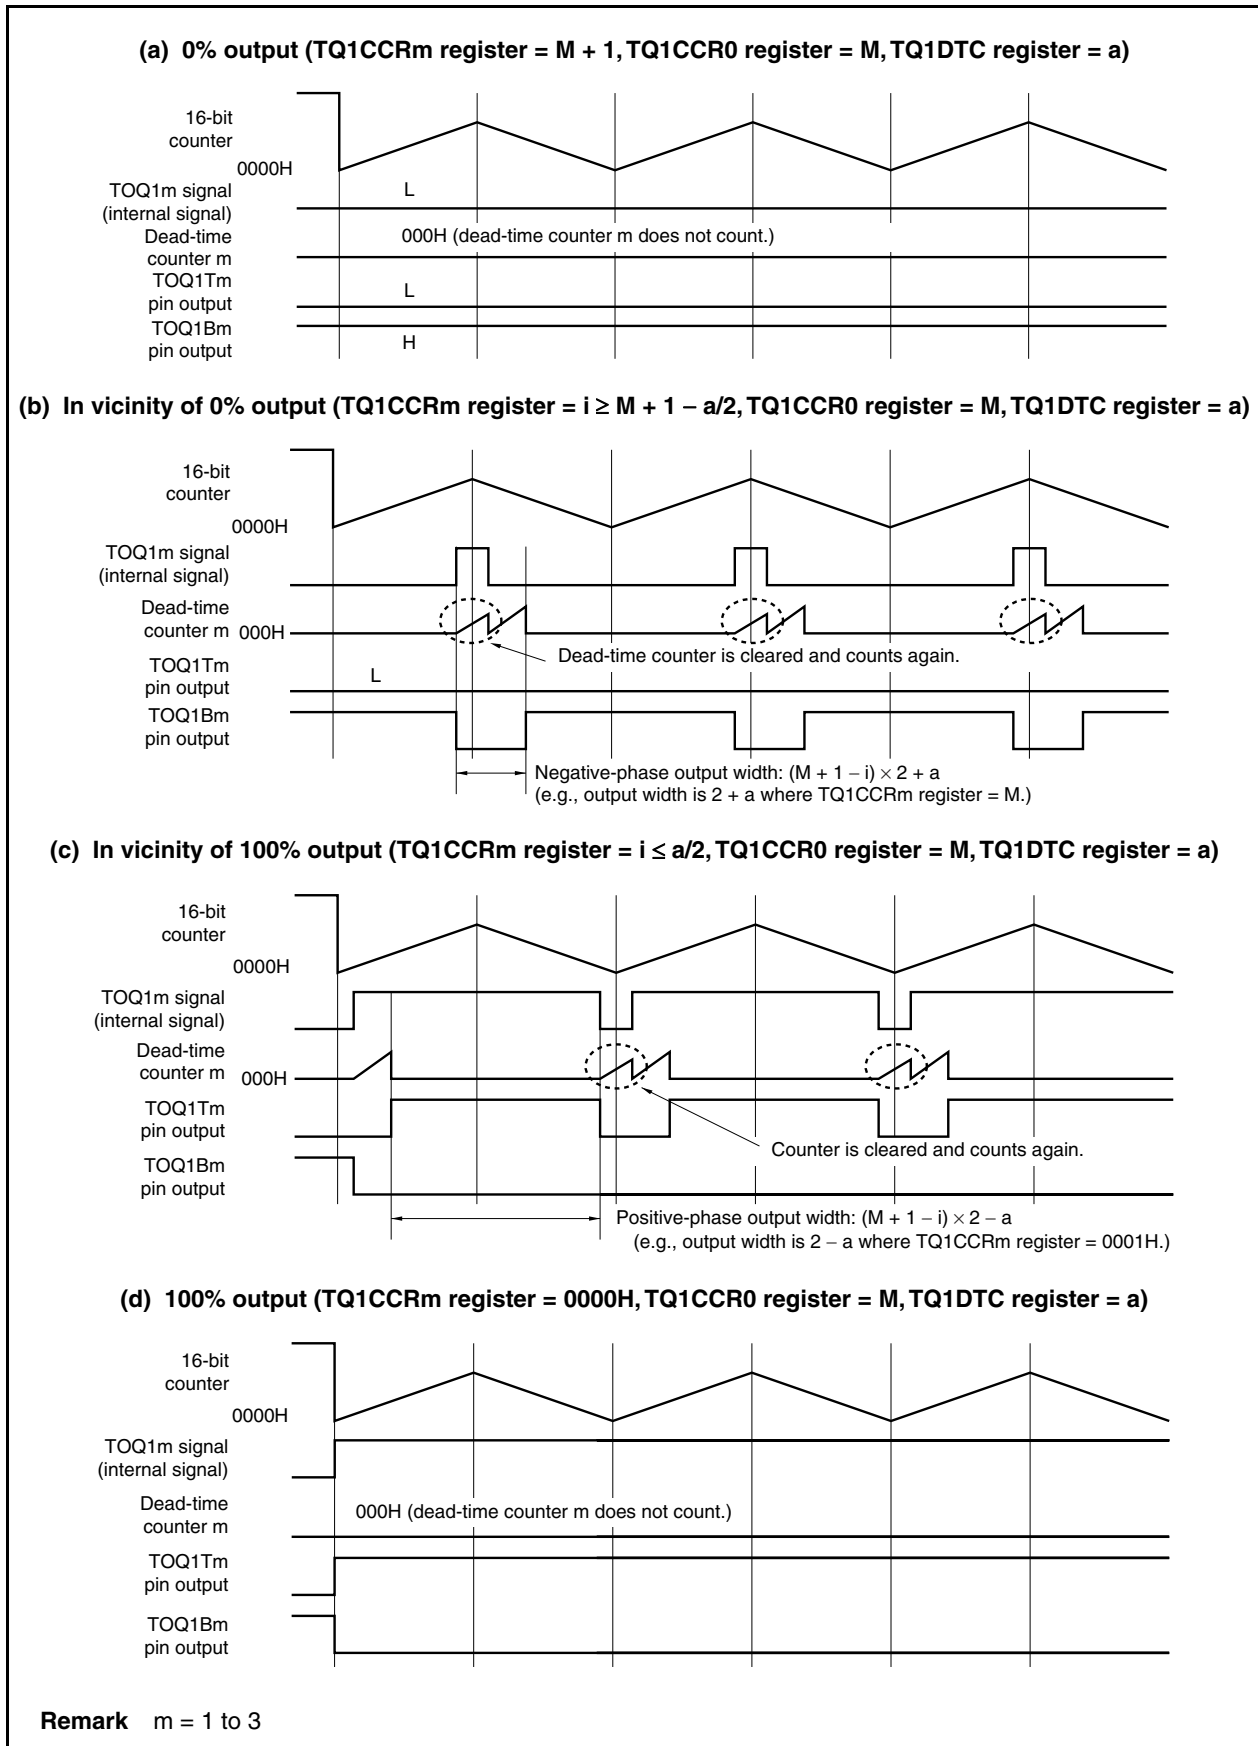 (a) 0% output (TQ1CCRm register = M + 1, TQ1CCR0 register = M, TQ1DTC register = a)
16-bit
counter
0000H
TOQ1m signal
(internal signal)
L
Dead-time
counter m
000H (dead-time counter m does not count.)
TOQ1Tm
pin output
L
TOQ1Bm
pin output
H
(b) In vicinity of 0% output (TQ1CCRm register = i ≥ M + 1 − a/2, TQ1CCR0 register = M, TQ1DTC register = a)
16-bit
counter
0000H
TOQ1m signal
(internal signal)
Dead-time
counter m
000H
Dead-time counter is cleared and counts again.
TOQ1Tm
pin output
L
TOQ1Bm
pin output
Negative-phase output width: (M + 1 − i) × 2 + a
(e.g., output width is 2 + a where TQ1CCRm register = M.)
(c) In vicinity of 100% output (TQ1CCRm register = i ≤ a/2, TQ1CCR0 register = M, TQ1DTC register = a)
16-bit
counter
0000H
TOQ1m signal
(internal signal)
Dead-time
counter m
000H
TOQ1Tm
pin output
Counter is cleared and counts again.
TOQ1Bm
pin output
Positive-phase output width: (M + 1 − i) × 2 − a
(e.g., output width is 2 − a where TQ1CCRm register = 0001H.)
(d) 100% output (TQ1CCRm register = 0000H, TQ1CCR0 register = M, TQ1DTC register = a)
16-bit
counter
0000H
TOQ1m signal
(internal signal)
Dead-time
counter m
000H (dead-time counter m does not count.)
TOQ1Tm
pin output
TOQ1Bm
pin output
Remark m = 1 to 3